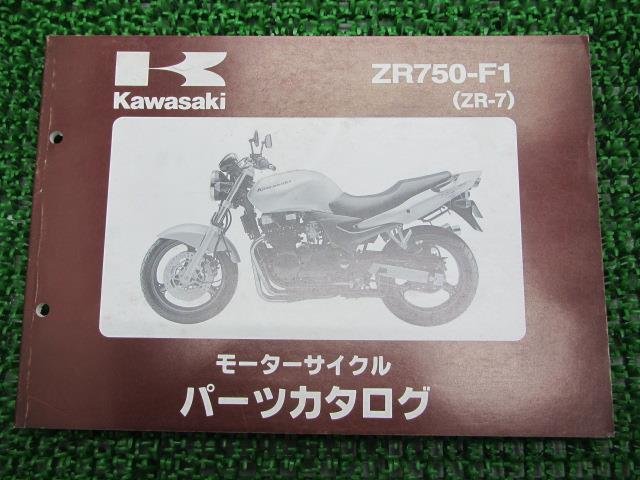 Kawasaki
ZR750-F1
(ZR-7)
Kawasaki
モーターサイクル
パーツカタログ